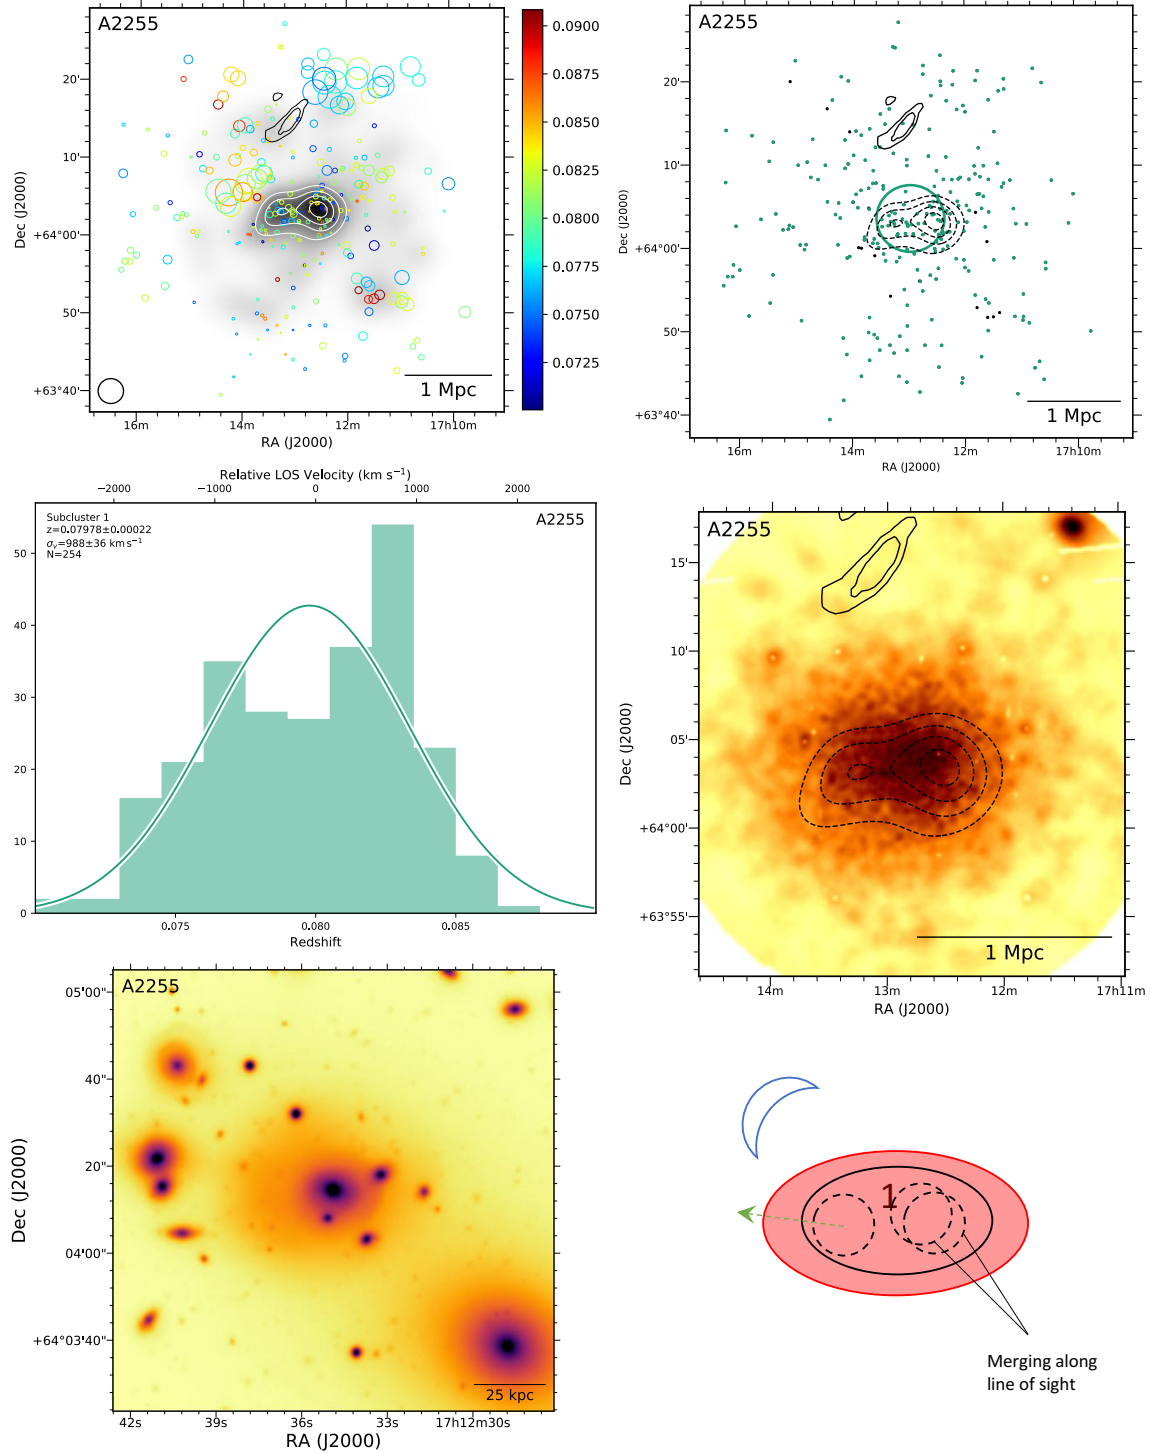 A2255
0.0900
0.0875
0.0850
0.0825
0.0800
0.0775
0.0750
0.0725
20'
10'
+64°00'
50'
+63°40'
Dec (J2000)
1 Mpc
16m
14m
12m
17h10m
RA (J2000)
A2255
20'
10'
+64°00'
50'
+63°40'
Dec (J2000)
1 Mpc
16m
14m
12m
17h10m
RA (J2000)
Relative LOS Velocity (km s⁻¹)
−2000
−1000
0
1000
2000
Subcluster 1
z=0.07978±0.00022
σᵥ=988±36 km s⁻¹
N=254
A2255
50
40
30
20
10
0
0.075
0.080
0.085
Redshift
A2255
15'
10'
05'
+64°00'
+63°55'
Dec (J2000)
1 Mpc
14m
13m
12m
17h11m
RA (J2000)
A2255
05'00"
40"
20"
04'00"
+64°03'40"
Dec (J2000)
25 kpc
42s
39s
36s
33s
17h12m30s
RA (J2000)
1
Merging along
line of sight